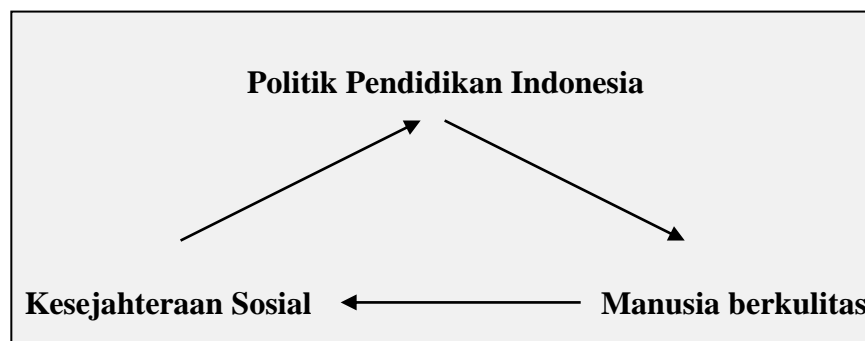 Politik Pendidikan Indonesia
Kesejahteraan Sosial
Manusia berkulitas